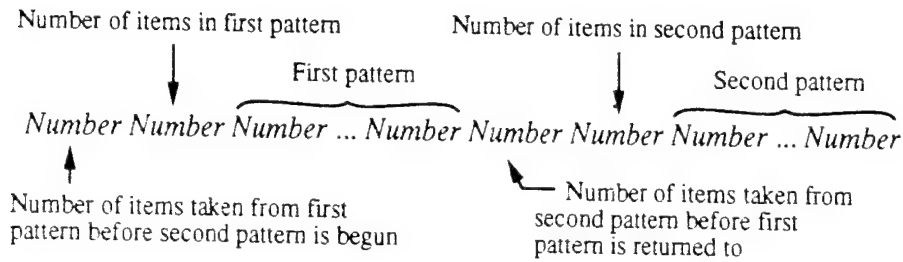 Number of items in first pattern
Number of items in second pattern
First pattern
Second pattern
Number Number Number ... Number Number Number Number ... Number
Number of items taken from first
pattern before second pattern is begun
Number of items taken from
second pattern before first
pattern is returned to